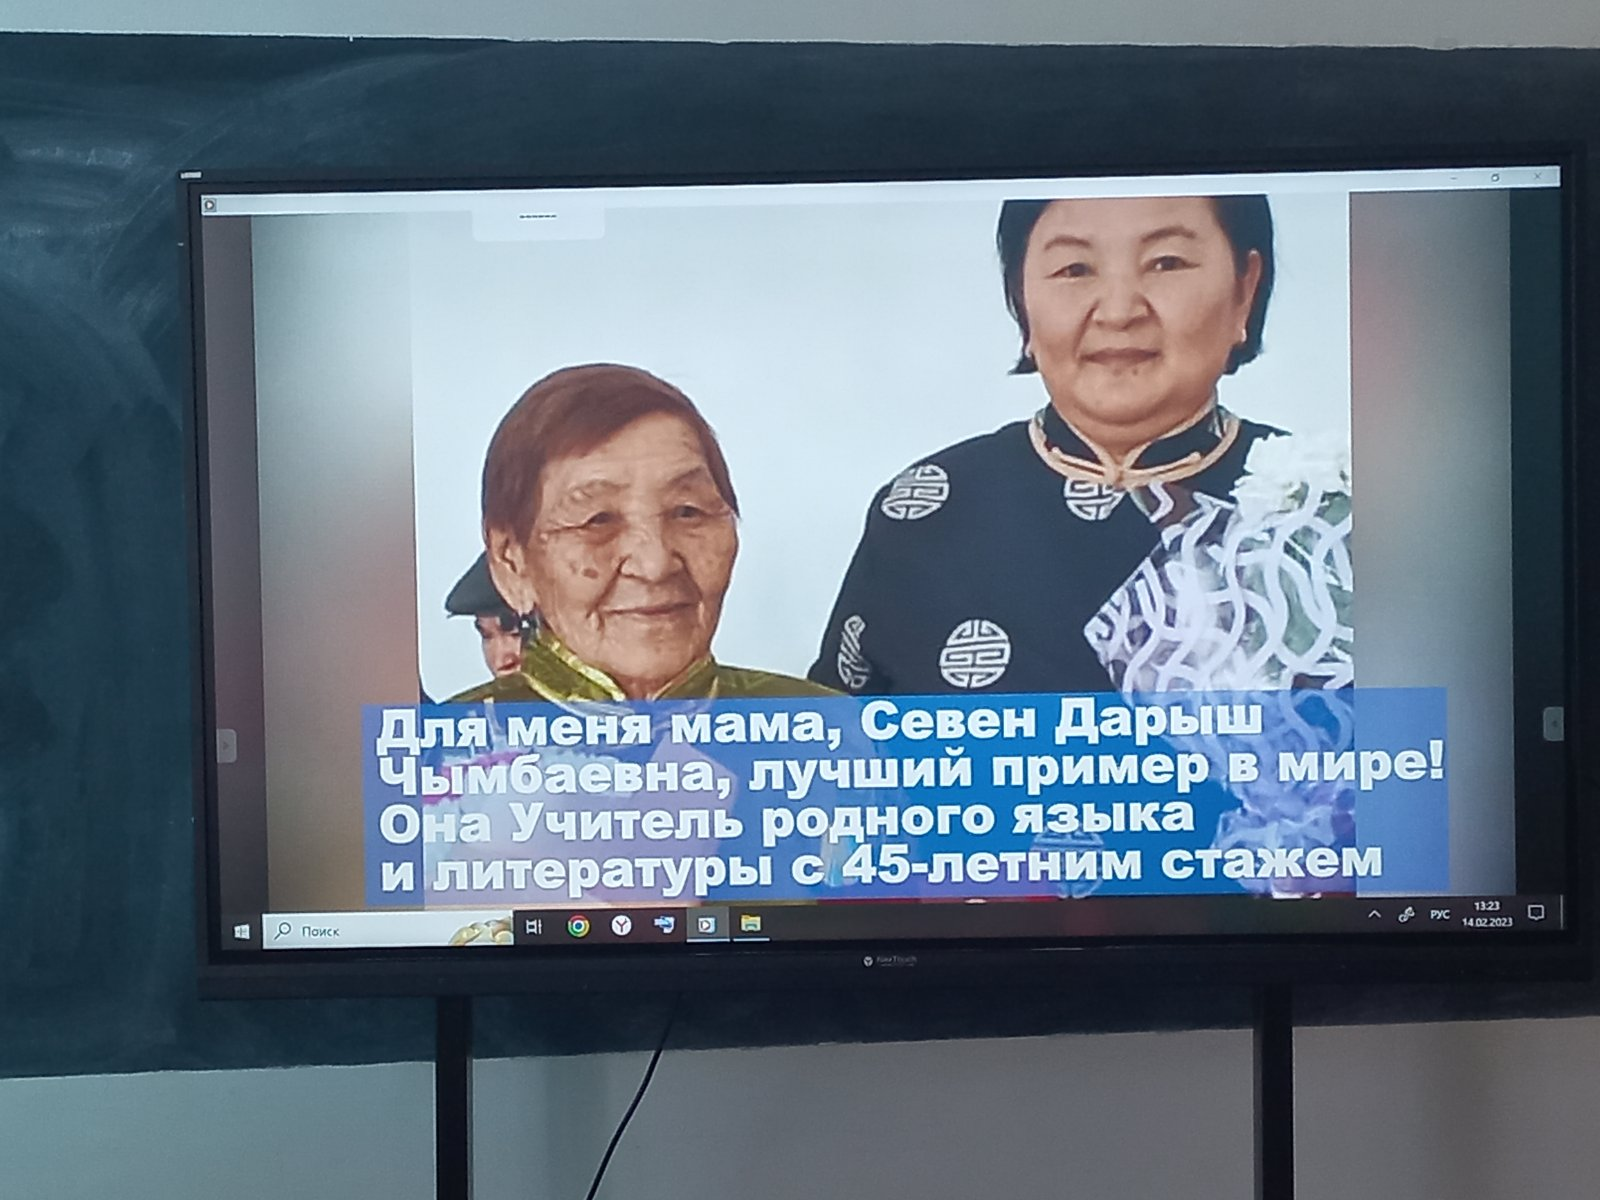 Для меня мама, Севен Дарыш
Чымбаевна, лучший пример в мире!
Она Учитель родного языка
и литературы с 45-летним стажем
Поиск
РУС
13:23
14.02.2023